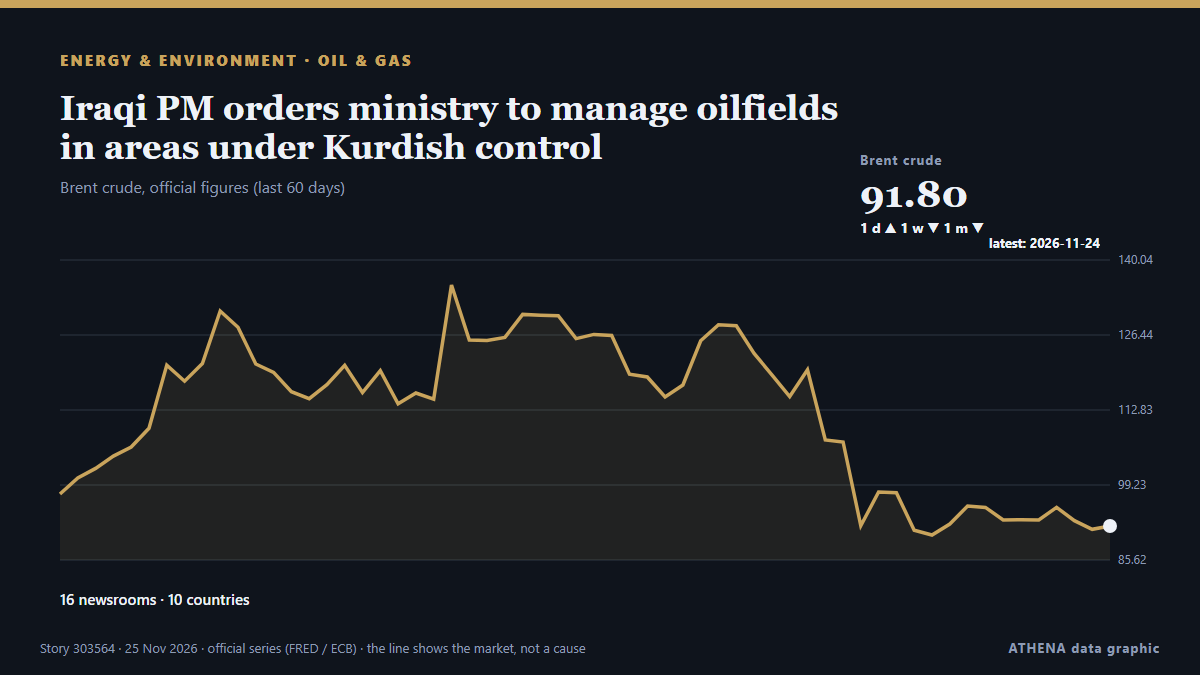 ENERGY & ENVIRONMENT · OIL & GAS
Iraqi PM orders ministry to manage oilfields
in areas under Kurdish control
Brent crude, official figures (last 60 days)
Brent crude
91.80
1 d ▲ 1 w ▼ 1 m ▼
latest: 2026-11-24
140.04
126.44
112.83
99.23
85.62
16 newsrooms · 10 countries
Story 303564 · 25 Nov 2026 · official series (FRED / ECB) · the line shows the market, not a cause
ATHENA data graphic